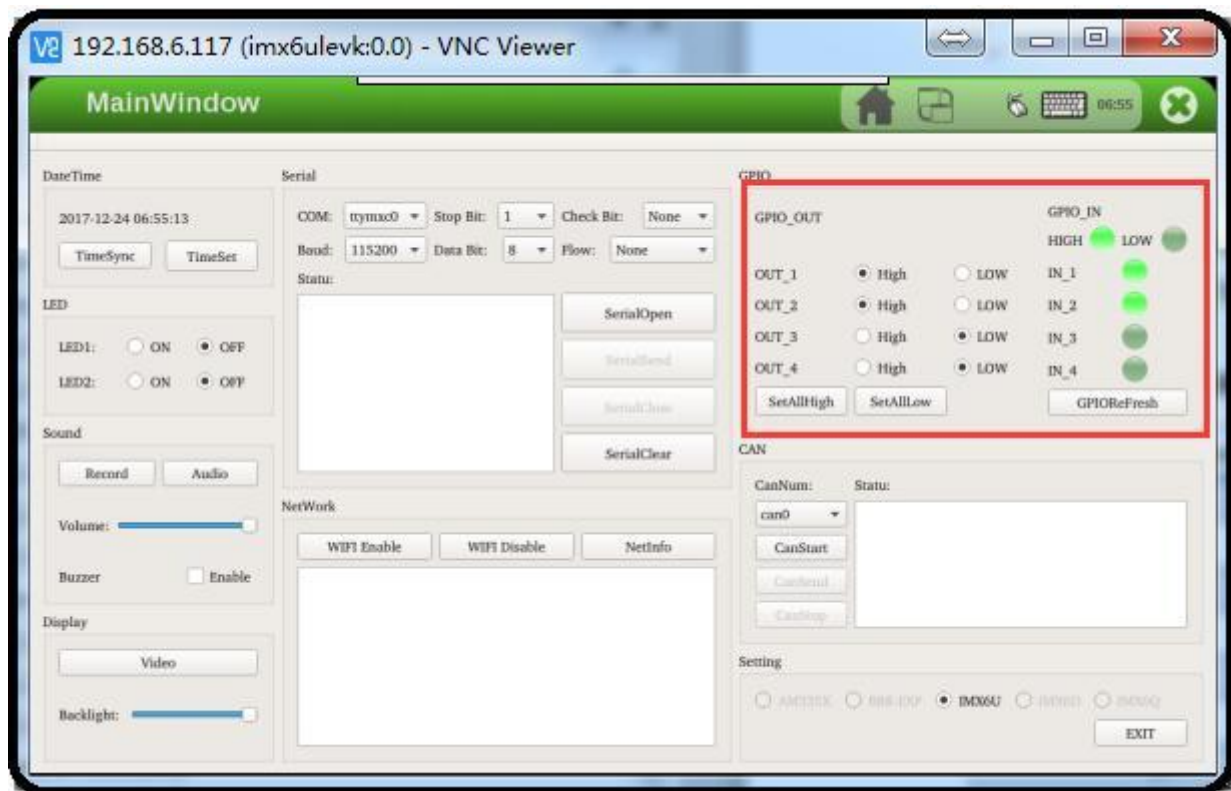 V2 192.168.6.117 (imx6ulevk:0.0) - VNC Viewer
MainWindow
06:55
DateTime
2017-12-24 06:55:13
TimeSync TimeSet
LED
LED1: ON OFF
LED2: ON OFF
Sound
Record Audio
Volume:
Buzzer Enable
Display
Video
Backlight:
Serial
COM: ttymxc0 Stop Bit: 1 Check Bit: None
Baud: 115200 Data Bit: 8 Flow: None
Statu:
SerialOpen
SerialSend
SerialClose
SerialClear
NetWork
WIFI Enable WIFI Disable NetInfo
GPIO
GPIO_OUT GPIO_IN
HIGH LOW
OUT_1 High LOW IN_1
OUT_2 High LOW IN_2
OUT_3 High LOW IN_3
OUT_4 High LOW IN_4
SetAllHigh SetAllLow GPIOReFresh
CAN
CanNum: Statu:
can0
CanStart
CanSend
CanStop
Setting
IMX6U
EXIT